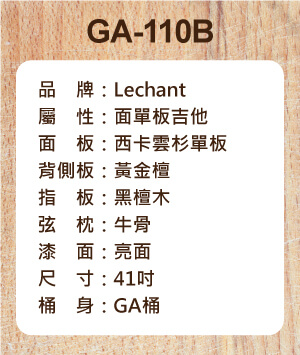 GA-110B
品　牌：Lechant
屬　性：面單板吉他
面　板：西卡雲杉單板
背側板：黃金檀
指　板：黑檀木
弦　枕：牛骨
漆　面：亮面
尺　寸：41吋
桶　身：GA桶